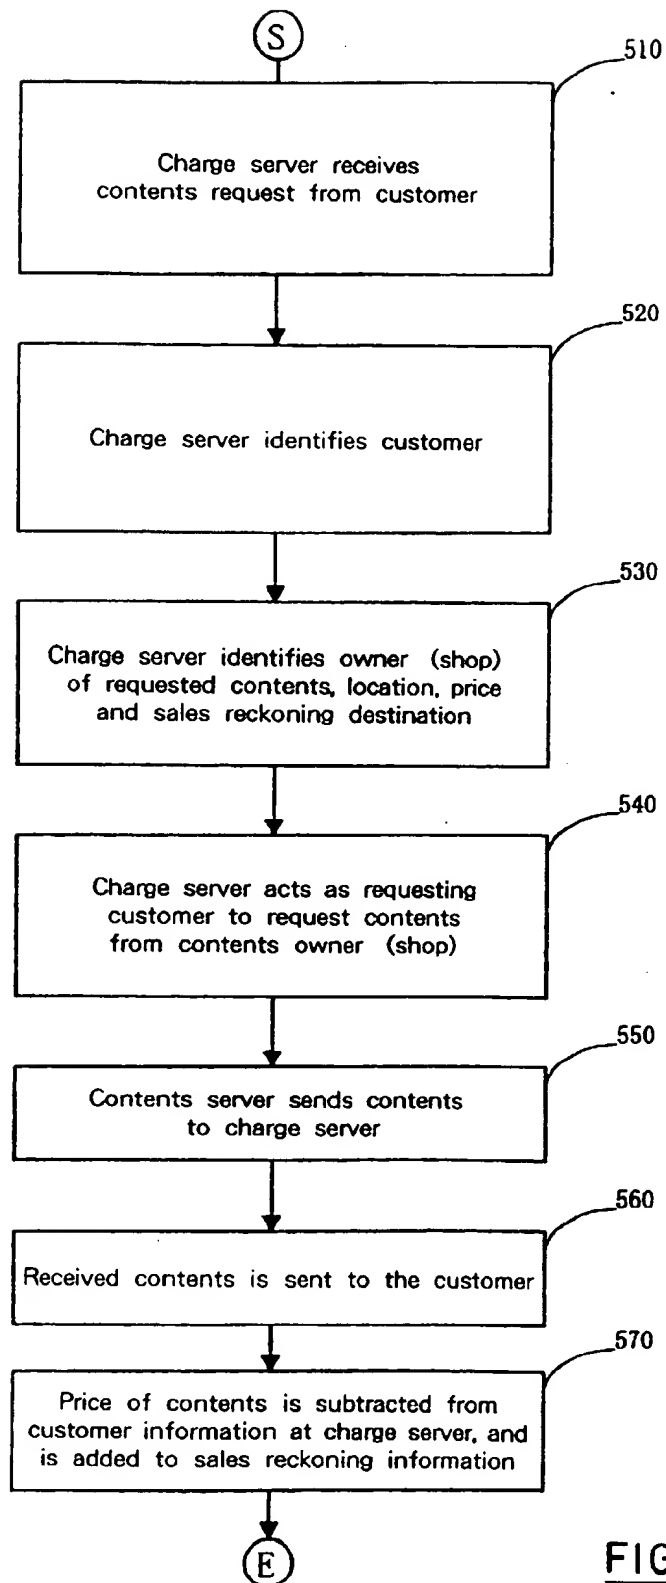 S
510
Charge server receives
contents request from customer
520
Charge server identifies customer
530
Charge server identifies owner (shop)
of requested contents, location, price
and sales reckoning destination
540
Charge server acts as requesting
customer to request contents
from contents owner (shop)
550
Contents server sends contents
to charge server
560
Received contents is sent to the customer
570
Price of contents is subtracted from
customer information at charge server, and
is added to sales reckoning information
E
FIG